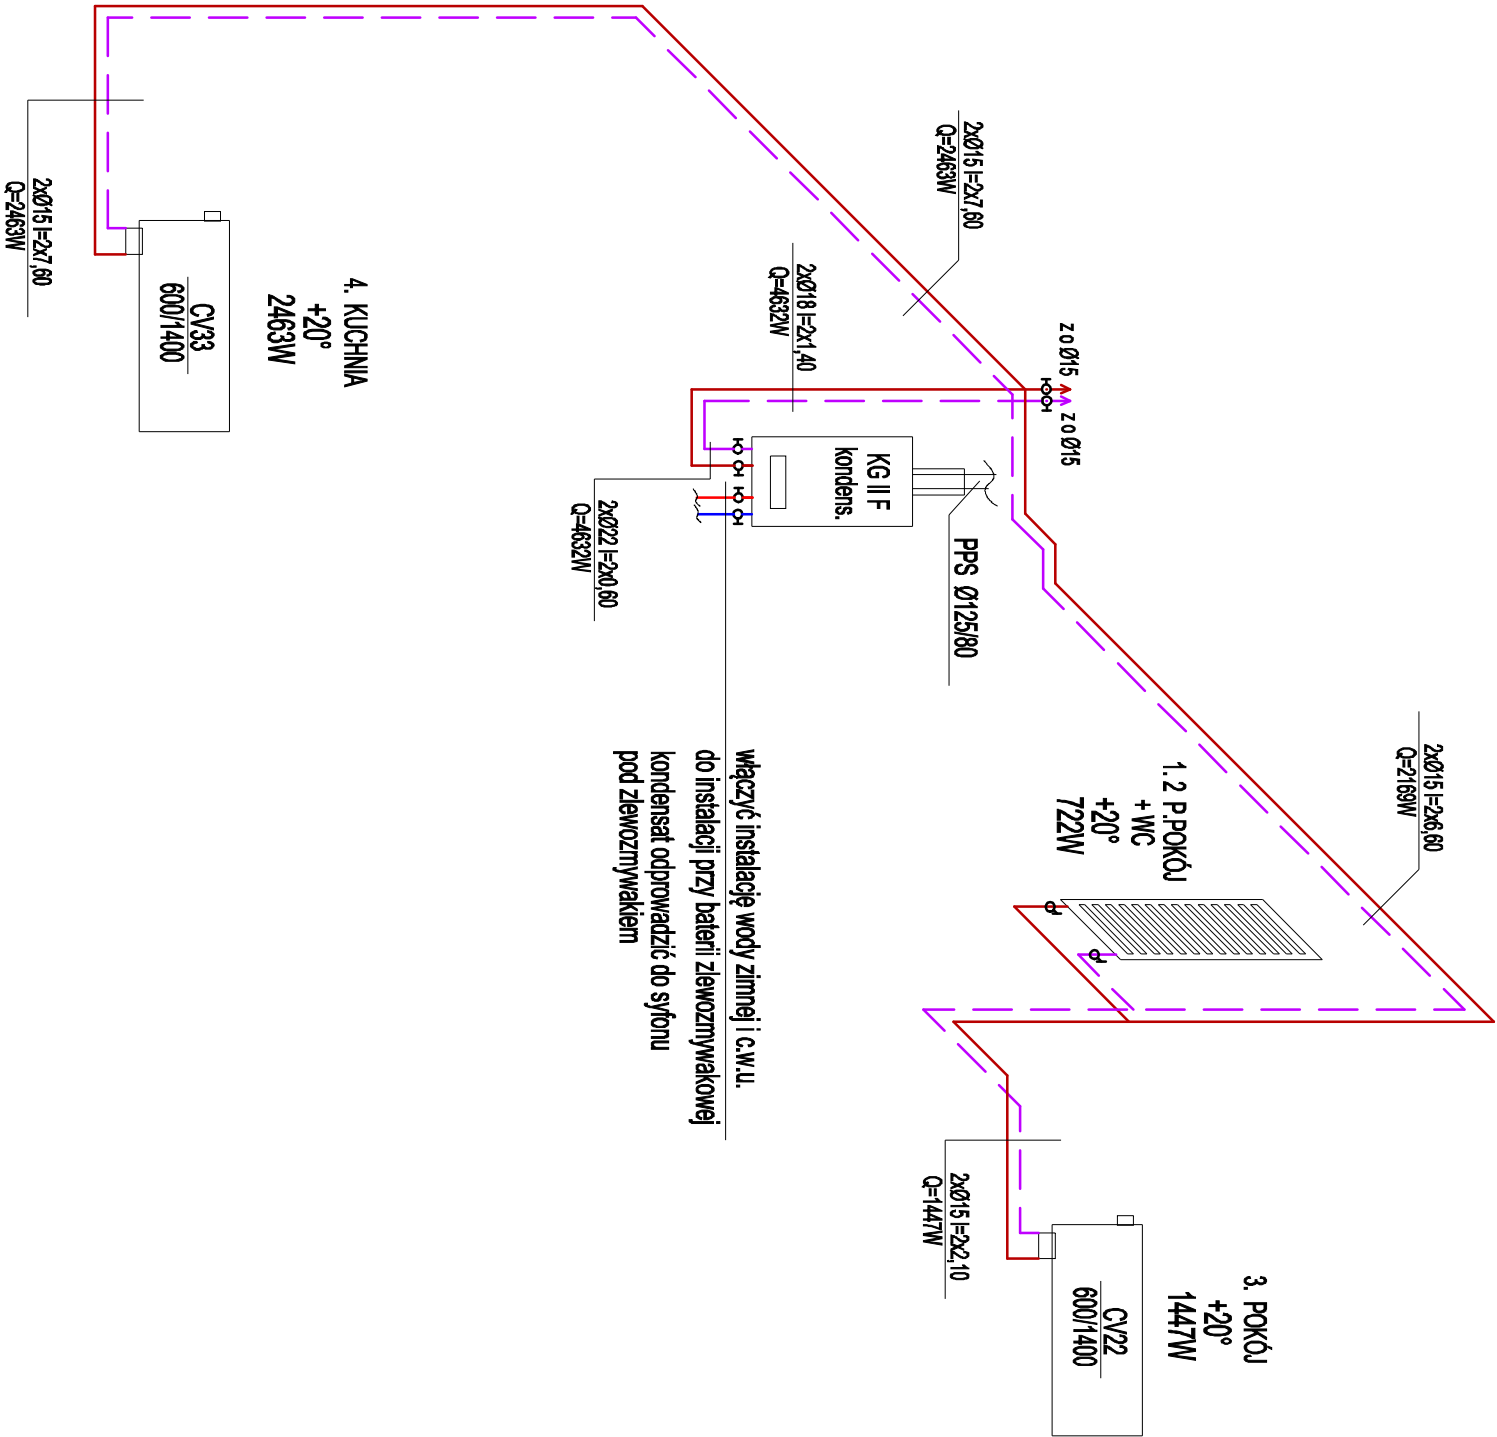 2xØ15 l=2x7,60
Q=2463W
CV33
600/1400
4. KUCHNIA
+20°
2463W
2xØ15 l=2x7,60
Q=2463W
2xØ18 l=2x1,40
Q=4632W
z o Ø15
z o Ø15
KG II F
kondens.
2xØ22 l=2x0,60
Q=4632W
PPS Ø125/80
włączyć instalację wody zimnej i c.w.u.
do instalacji przy baterii zlewozmywakowej
kondensat odprowadzić do syfonu
pod zlewozmywakiem
2xØ15 l=2x6,60
Q=2169W
1. 2 P.POKÓJ
+ WC
+20°
722W
2xØ15 l=2x2,10
Q=1447W
3. POKÓJ
+20°
1447W
CV22
600/1400